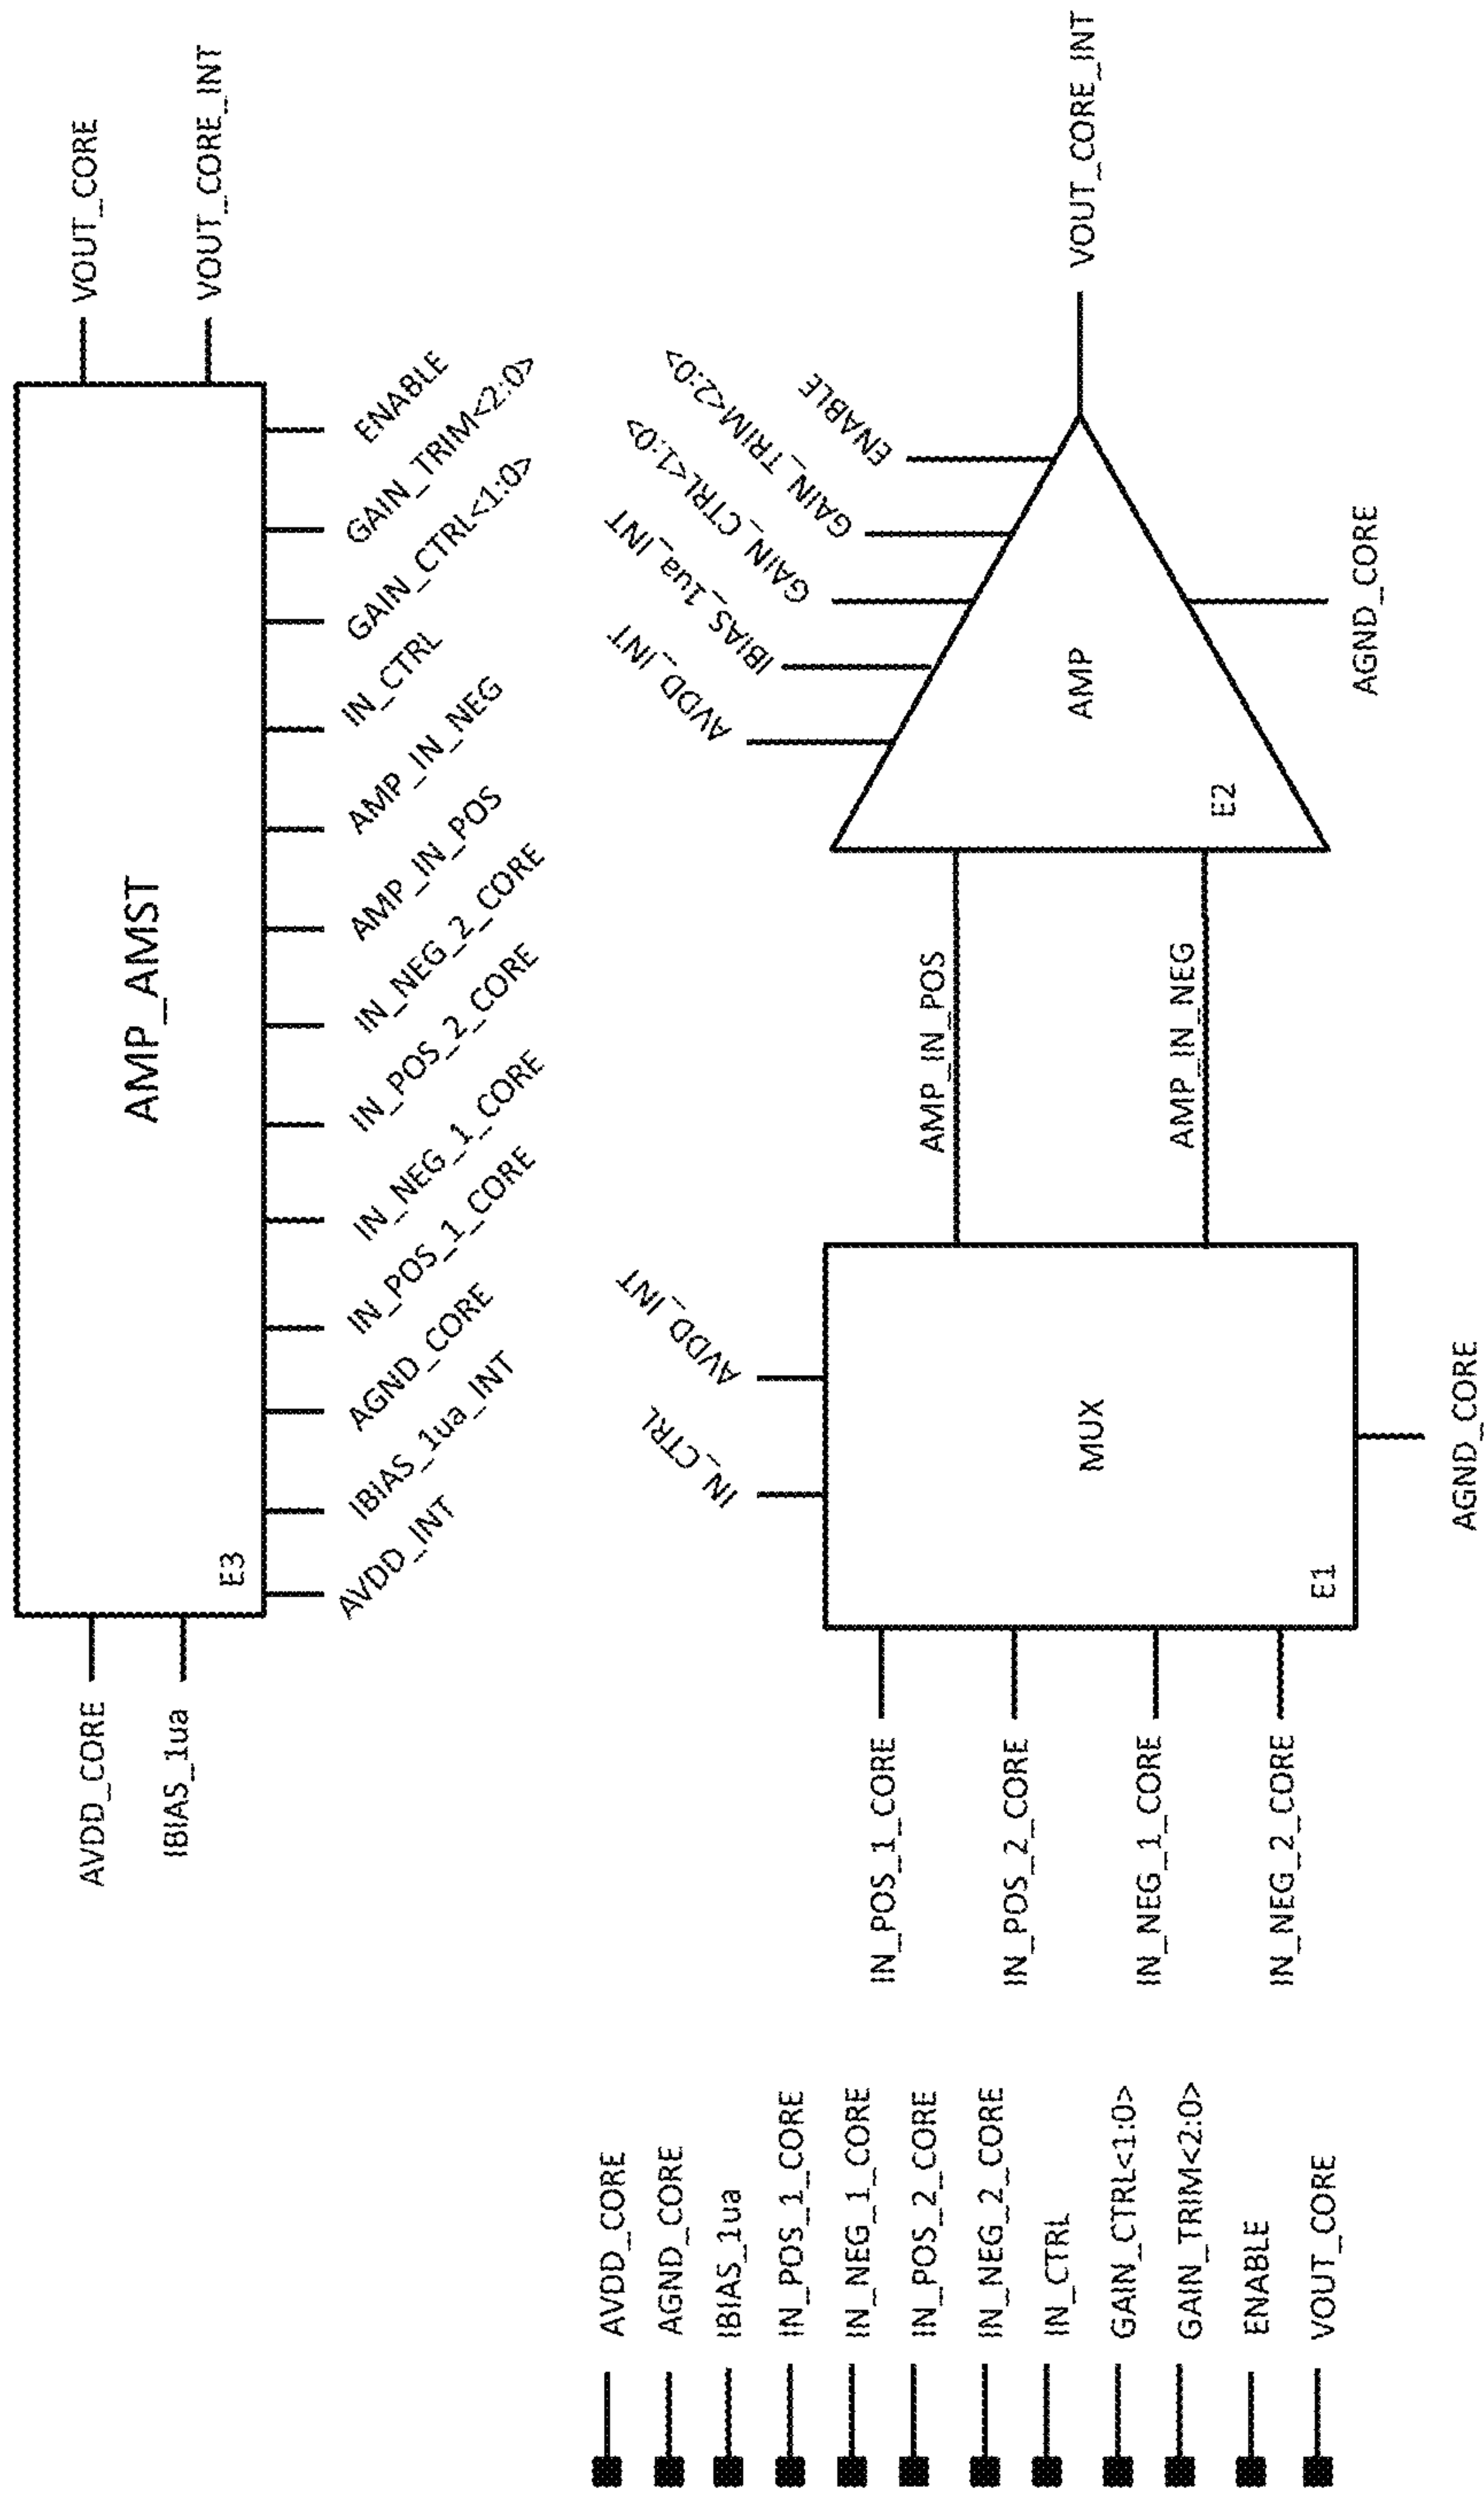 AVDD_CORE
IBIAS_1ua
AMP_AMST
E3
VOUT_CORE
VOUT_CORE_INT
AVDD_INT
IBIAS_1ua_INT
AGND_CORE
IN_POS_1_CORE
IN_NEG_1_CORE
IN_POS_2_CORE
IN_NEG_2_CORE
AMP_IN_POS
AMP_IN_NEG
IN_CTRL
GAIN_CTRL<1:0>
GAIN_TRIM<2:0>
ENABLE
AVDD_CORE
AGND_CORE
IBIAS_1ua
IN_POS_1_CORE
IN_NEG_1_CORE
IN_POS_2_CORE
IN_NEG_2_CORE
IN_CTRL
GAIN_CTRL<1:0>
GAIN_TRIM<2:0>
ENABLE
VOUT_CORE
IN_POS_1_CORE
IN_POS_2_CORE
IN_NEG_1_CORE
IN_NEG_2_CORE
IN_CTRL
AVDD_INT
MUX
E1
AGND_CORE
AMP_IN_POS
AMP_IN_NEG
AVDD_INT
IBIAS_1ua_INT
GAIN_CTRL<1:0>
GAIN_TRIM<2:0>
ENABLE
AMP
E2
AGND_CORE
VOUT_CORE_INT